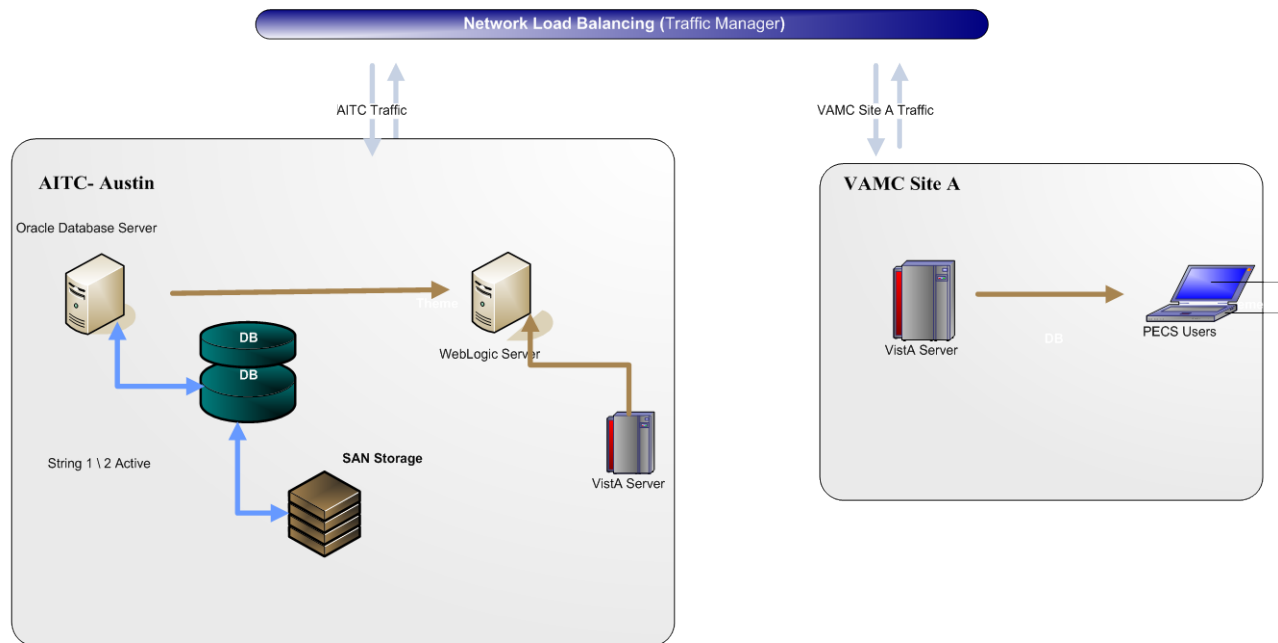 Network Load Balancing (Traffic Manager)
AITC Traffic
VAMC Site A Traffic
AITC- Austin
Oracle Database Server
Theme
WebLogic Server
DB
DB
String 1 \ 2 Active
SAN Storage
VistA Server
VAMC Site A
VistA Server
DB
PECS Users